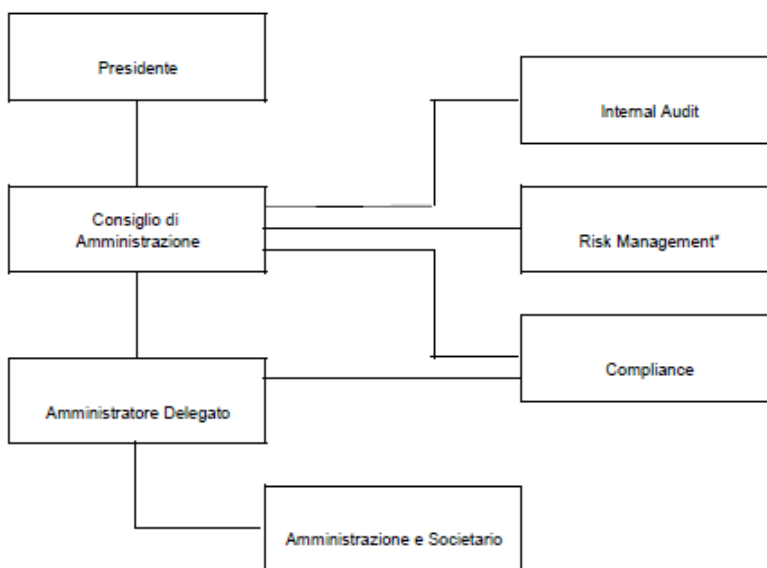 Presidente
Internal Audit
Consiglio di
Amministrazione
Risk Management*
Compliance
Amministratore Delegato
Amministrazione e Societario